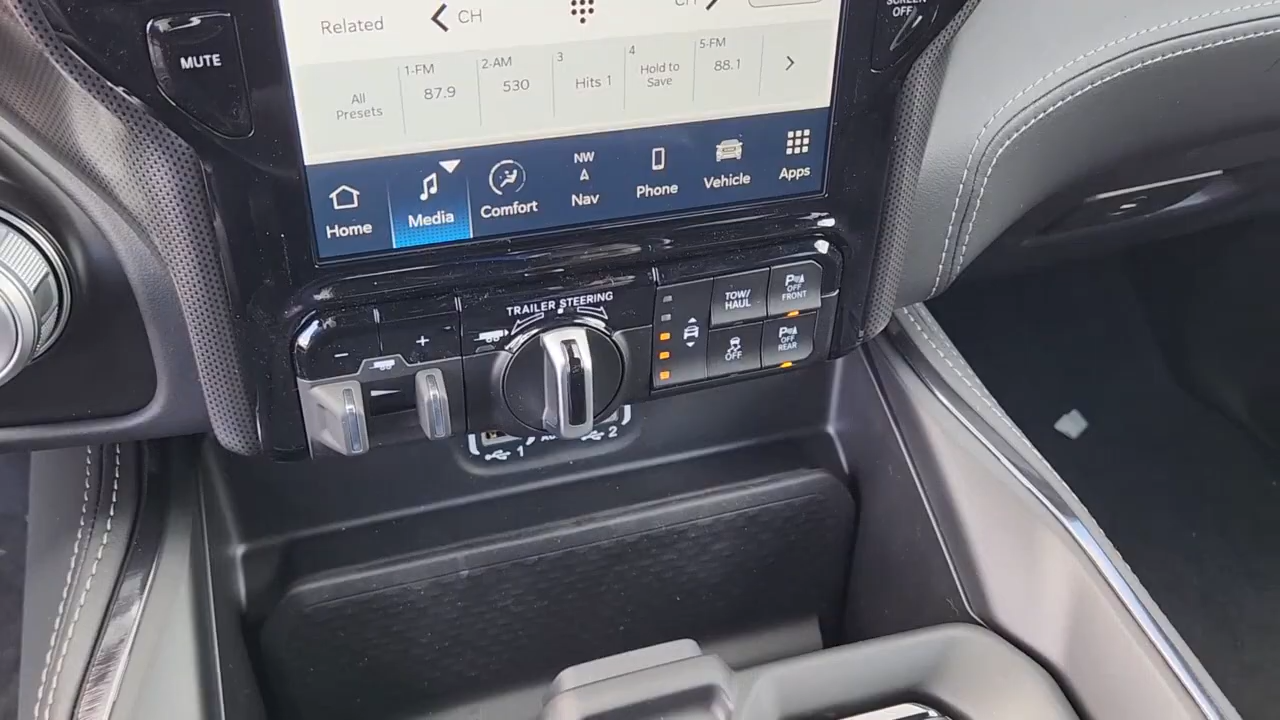 SCREEN
OFF
MUTE
Related
CH
CH
All
Presets
1-FM
87.9
2-AM
530
3
Hits 1
4
Hold to
Save
5-FM
88.1
Home
Media
Comfort
NW
Nav
Phone
Vehicle
Apps
TRAILER STEERING
- +
TOW/
HAUL
P
OFF
FRONT
OFF
P
OFF
REAR
1
2